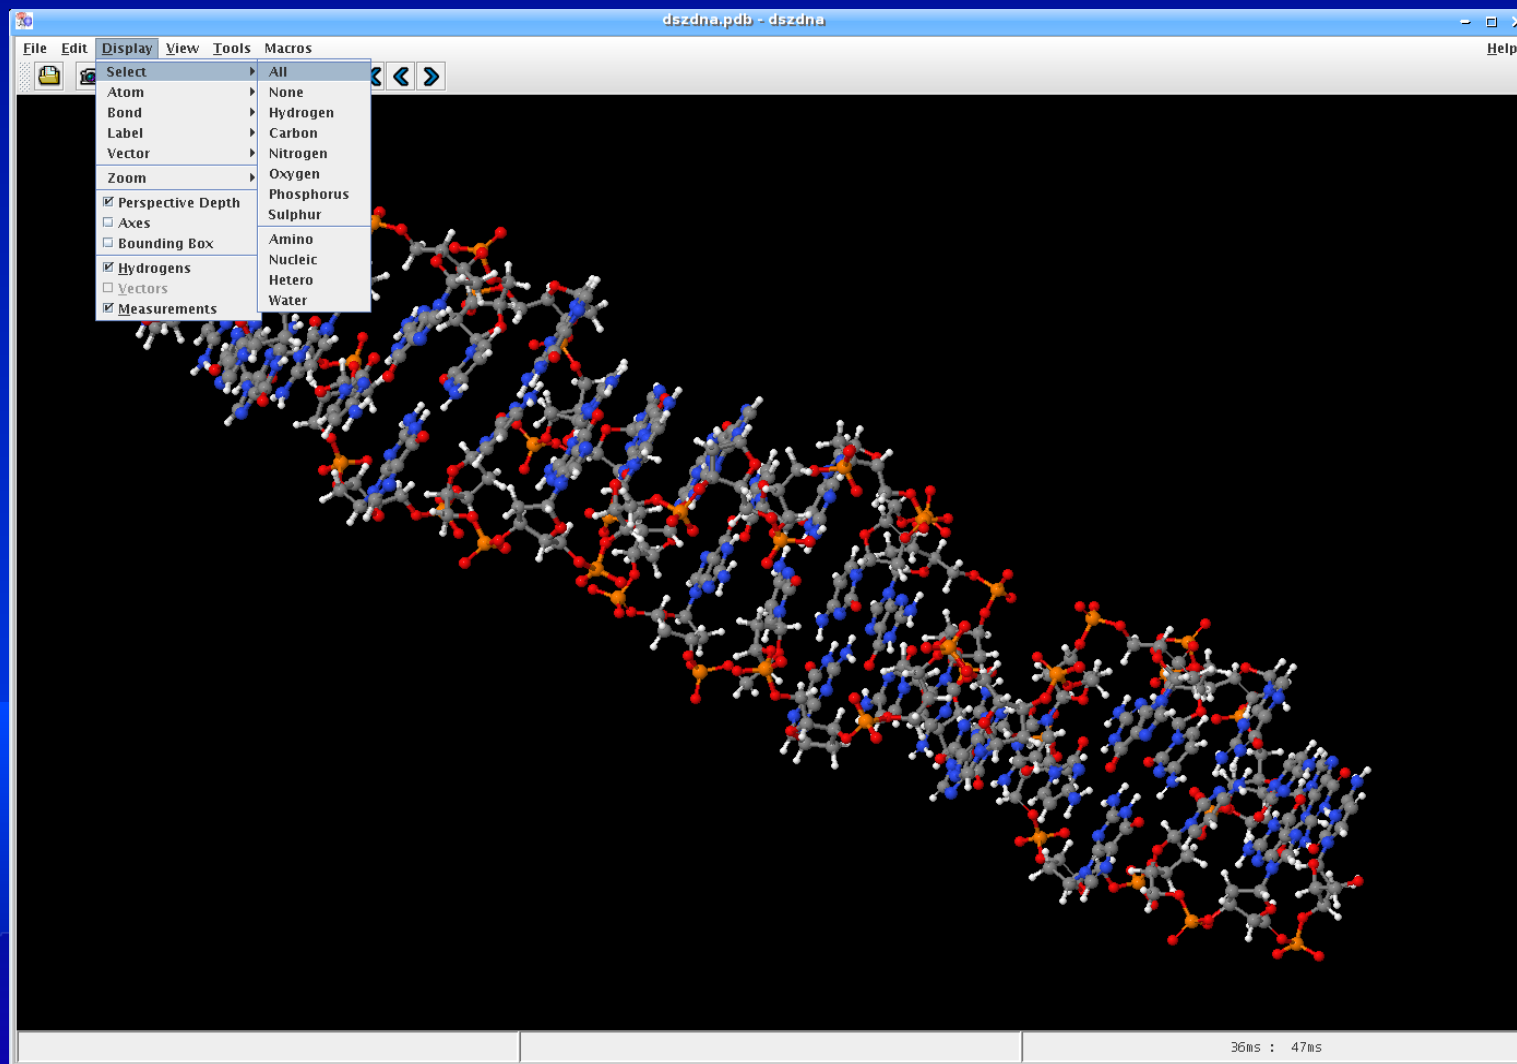 dszdna.pdb - dszdna
File Edit Display View Tools Macros Help
Select
Atom
Bond
Label
Vector
Zoom
Perspective Depth
Axes
Bounding Box
Hydrogens
Vectors
Measurements
All
None
Hydrogen
Carbon
Nitrogen
Oxygen
Phosphorus
Sulphur
Amino
Nucleic
Hetero
Water
36ms : 47ms